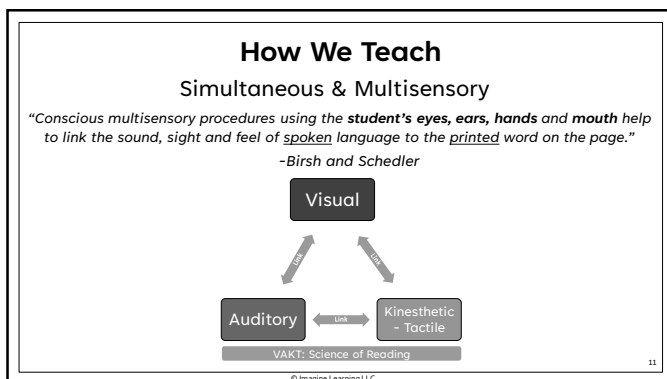 How We Teach
Simultaneous & Multisensory
“Conscious multisensory procedures using the student’s eyes, ears, hands and mouth help
to link the sound, sight and feel of spoken language to the printed word on the page.”
-Birsh and Schedler
Visual
Link
Link
Auditory
Link
Kinesthetic
- Tactile
VAKT: Science of Reading
11
© Imagine Learning LLC